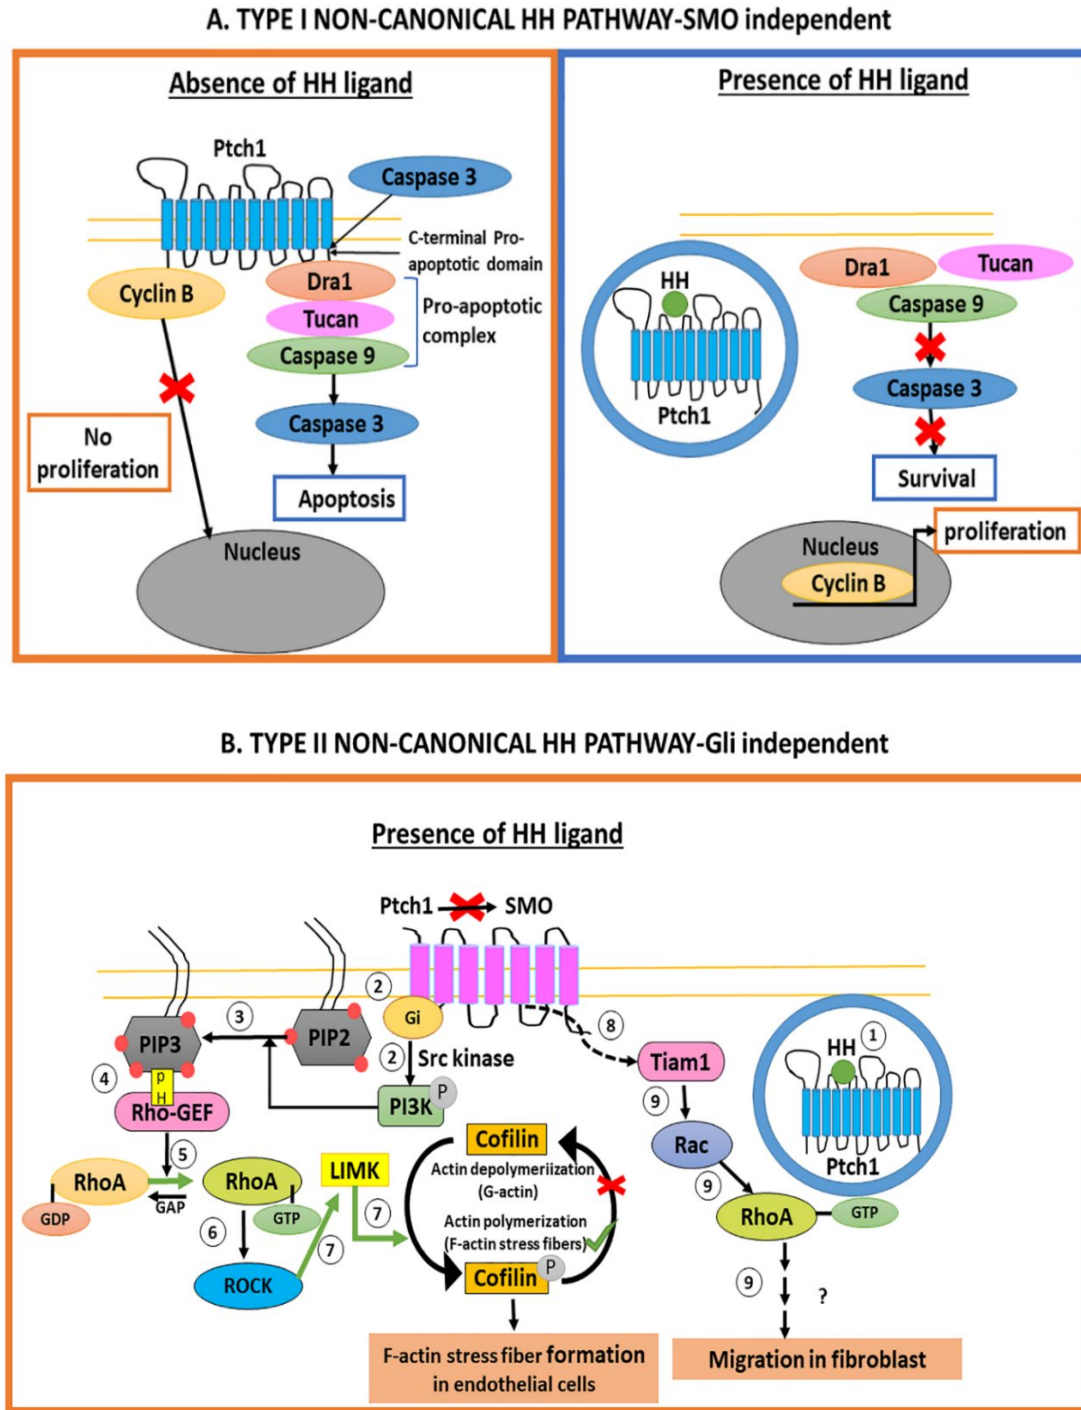 A. TYPE I NON-CANONICAL HH PATHWAY-SMO independent
Absence of HH ligand
Ptch1
Caspase 3
C-terminal Pro-
apoptotic domain
Cyclin B
Dra1
Tucan
Caspase 9
Pro-apoptotic
complex
Caspase 3
No
proliferation
Apoptosis
Nucleus
Presence of HH ligand
HH
Ptch1
Dra1
Tucan
Caspase 9
Caspase 3
Survival
proliferation
Nucleus
Cyclin B
B. TYPE II NON-CANONICAL HH PATHWAY-Gli independent
Presence of HH ligand
Ptch1
SMO
2
Gi
3
PIP3
PIP2
2
Src kinase
4
p
H
Rho-GEF
PI3K
P
8
Tiam1
HH
1
Ptch1
5
RhoA
GDP
GAP
RhoA
GTP
6
ROCK
LIMK
7
7
Cofilin
Actin depolymeriization
(G-actin)
Actin polymerization
(F-actin stress fibers)
Cofilin
P
9
Rac
9
RhoA
GTP
9
?
F-actin stress fiber formation
in endothelial cells
Migration in fibroblast